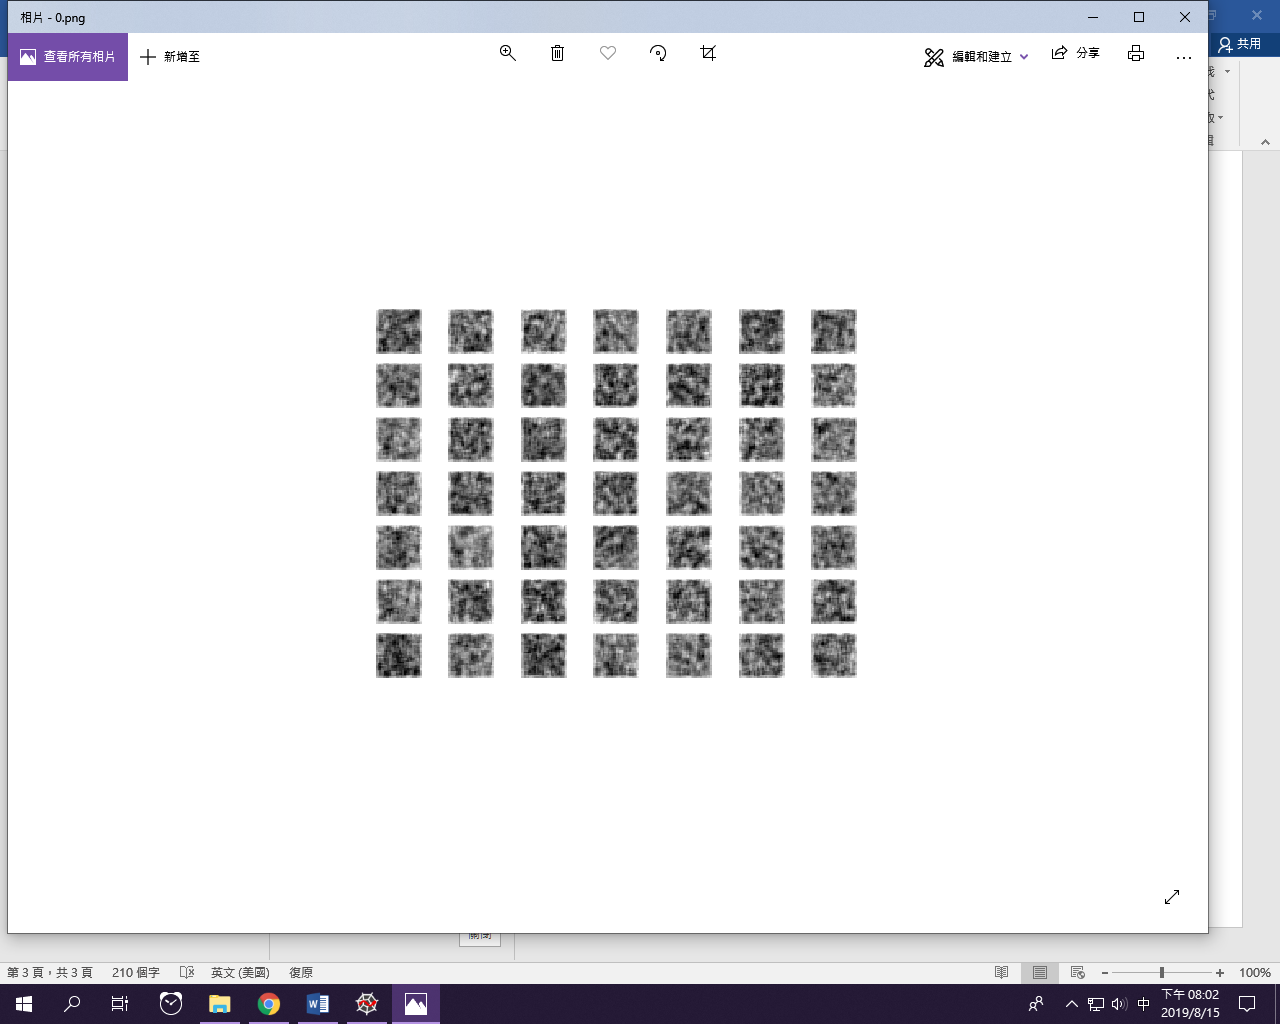 相片 - 0.png
共用
查看所有相片
新增至
編輯和建立
分享
第 3 頁，共 3 頁
210 個字
英文 (美國)
復原
100%
中
下午 08:02
2019/8/15